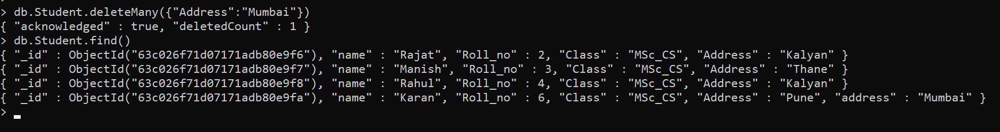 > db.Student.deleteMany({"Address":"Mumbai"})
{ "acknowledged" : true, "deletedCount" : 1 }
> db.Student.find()
{ "_id" : ObjectId("63c026f71d07171adb80e9f6"), "name" : "Rajat", "Roll_no" : 2, "Class" : "MSc_CS", "Address" : "Kalyan" }
{ "_id" : ObjectId("63c026f71d07171adb80e9f7"), "name" : "Manish", "Roll_no" : 3, "Class" : "MSc_CS", "Address" : "Thane" }
{ "_id" : ObjectId("63c026f71d07171adb80e9f8"), "name" : "Rahul", "Roll_no" : 4, "Class" : "MSc_CS", "Address" : "Kalyan" }
{ "_id" : ObjectId("63c026f71d07171adb80e9fa"), "name" : "Karan", "Roll_no" : 6, "Class" : "MSc_CS", "Address" : "Pune", "address" : "Mumbai" }
>